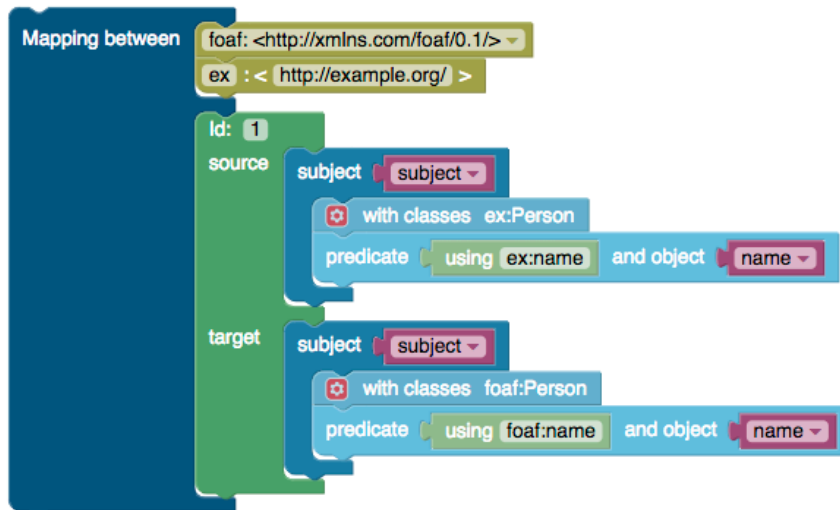 Mapping between foaf: <http://xmlns.com/foaf/0.1/>
ex : < http://example.org/ >
Id: 1
source
subject subject
with classes ex:Person
predicate using ex:name and object name
target
subject subject
with classes foaf:Person
predicate using foaf:name and object name